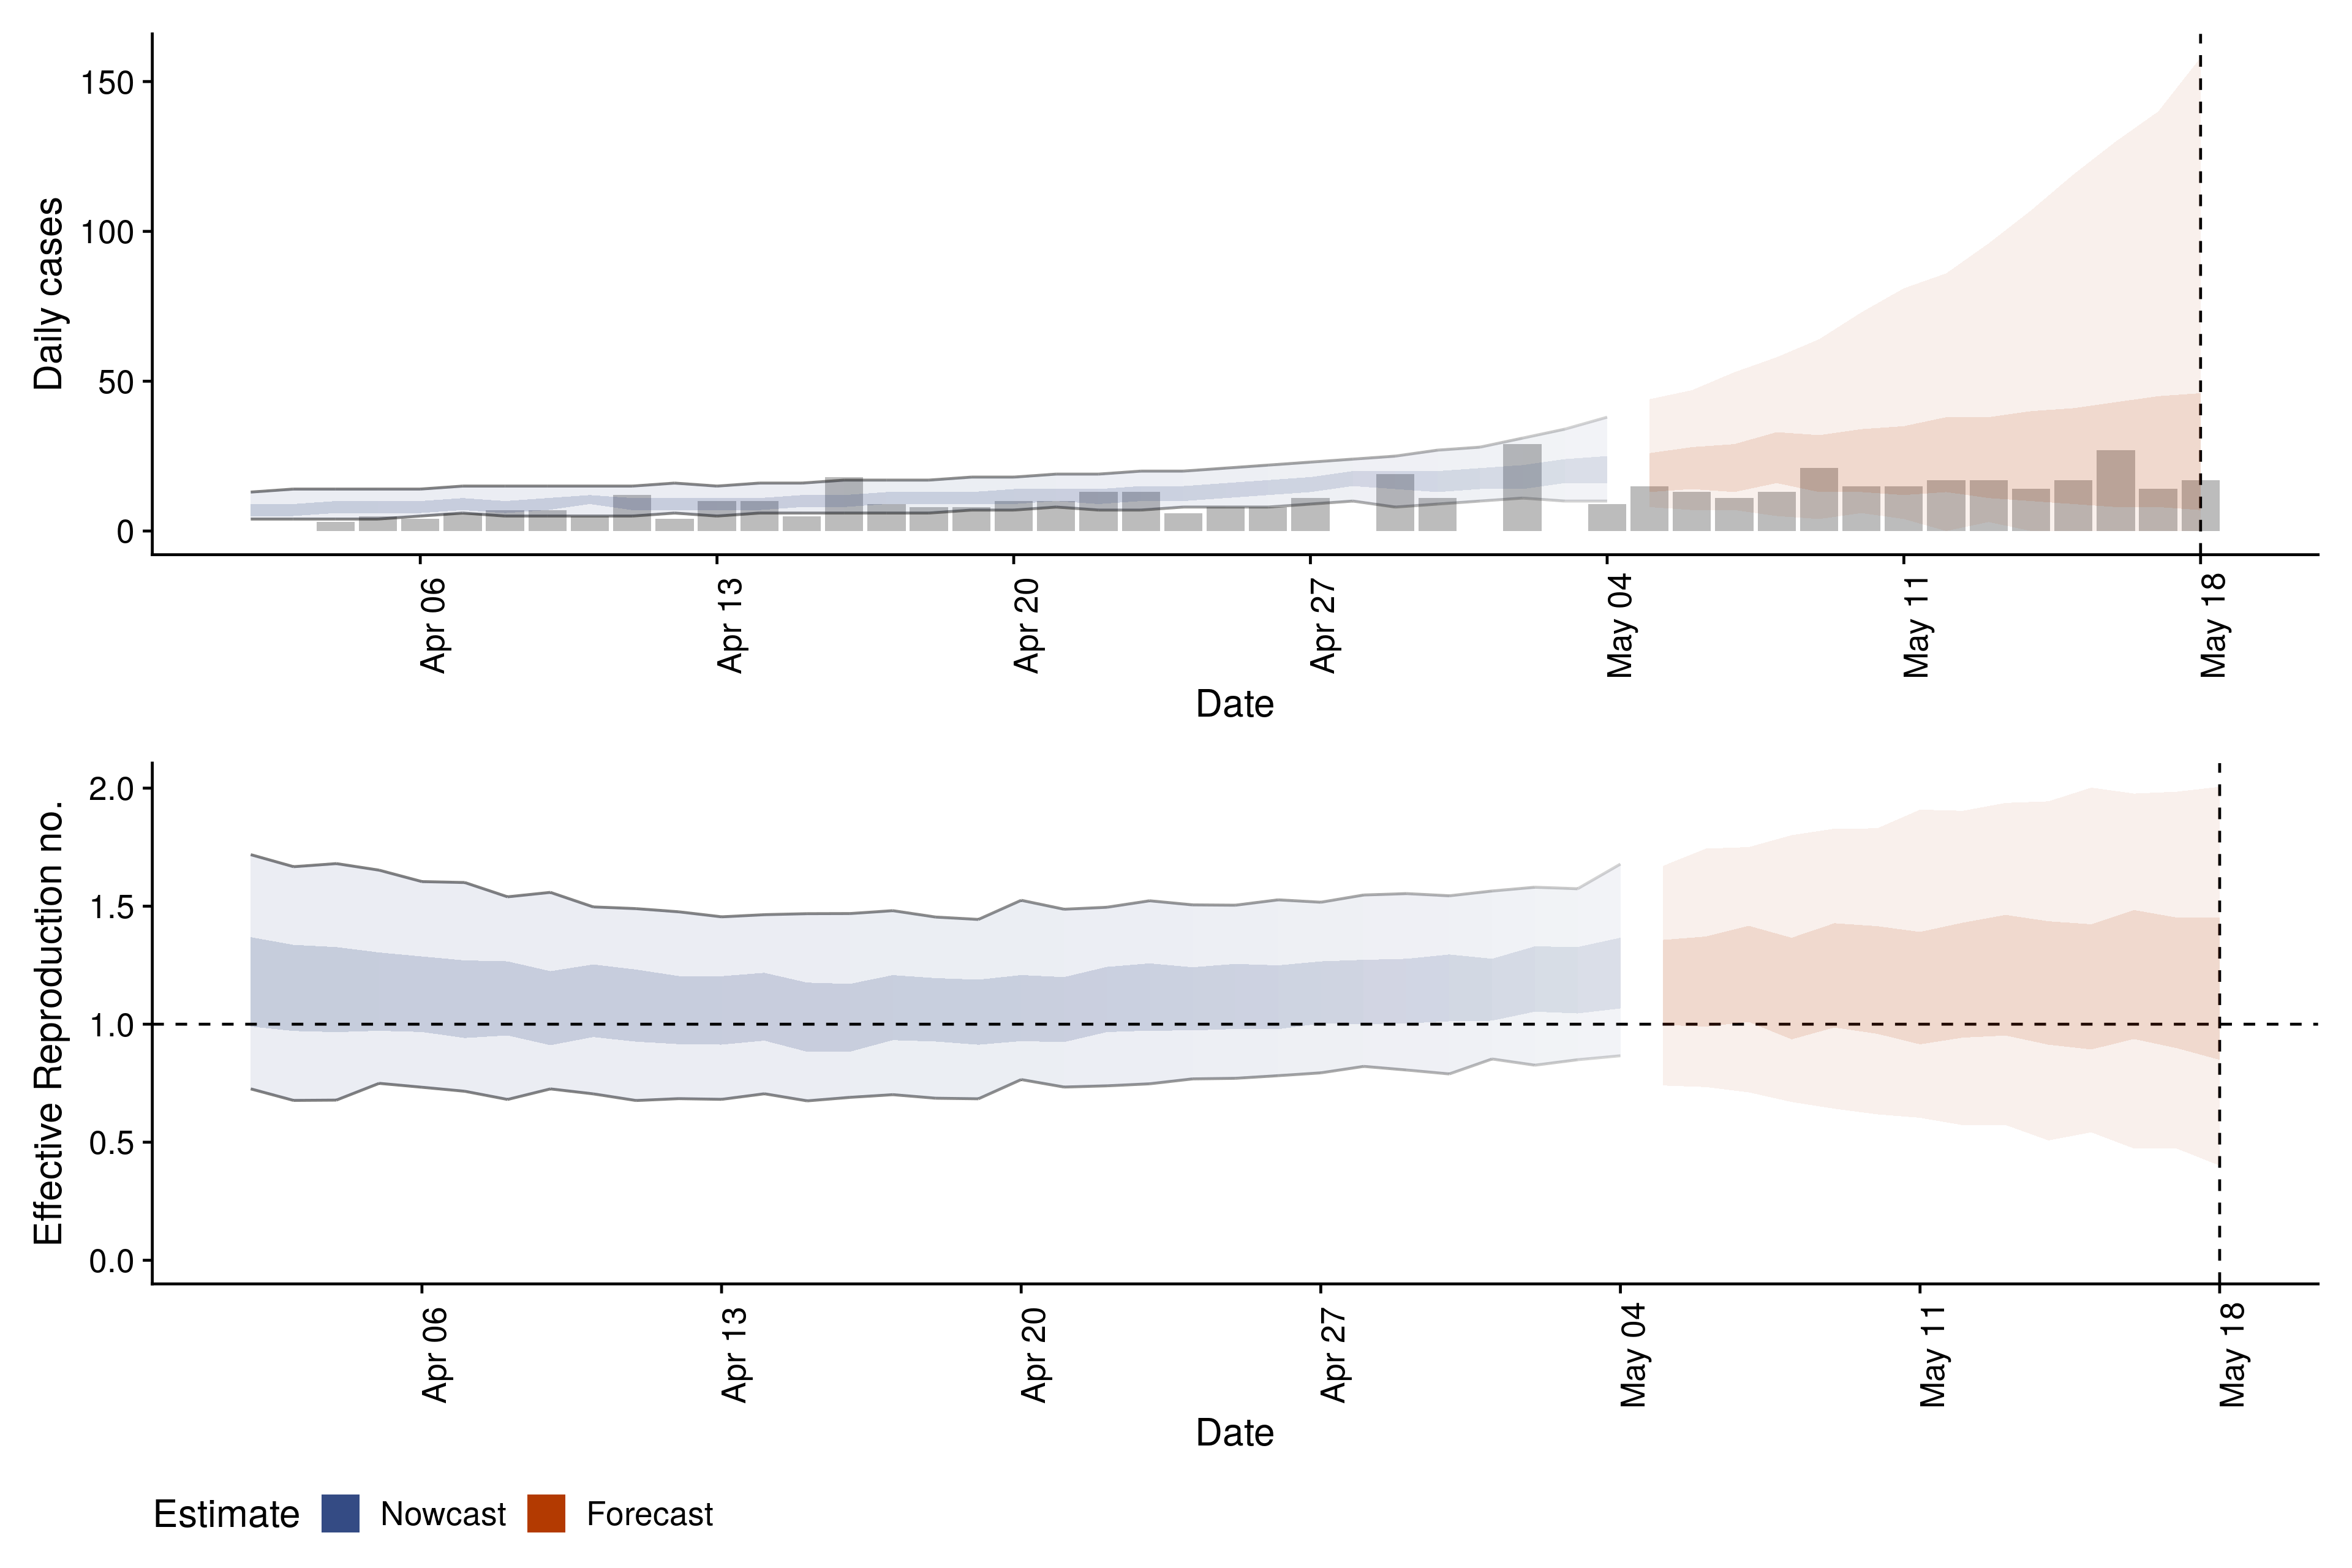 Daily cases
150
100
50
0
Apr 06
Apr 13
Apr 20
Apr 27
May 04
May 11
May 18
Date
Effective Reproduction no.
2.0
1.5
1.0
0.5
0.0
Apr 06
Apr 13
Apr 20
Apr 27
May 04
May 11
May 18
Date
Estimate Nowcast Forecast